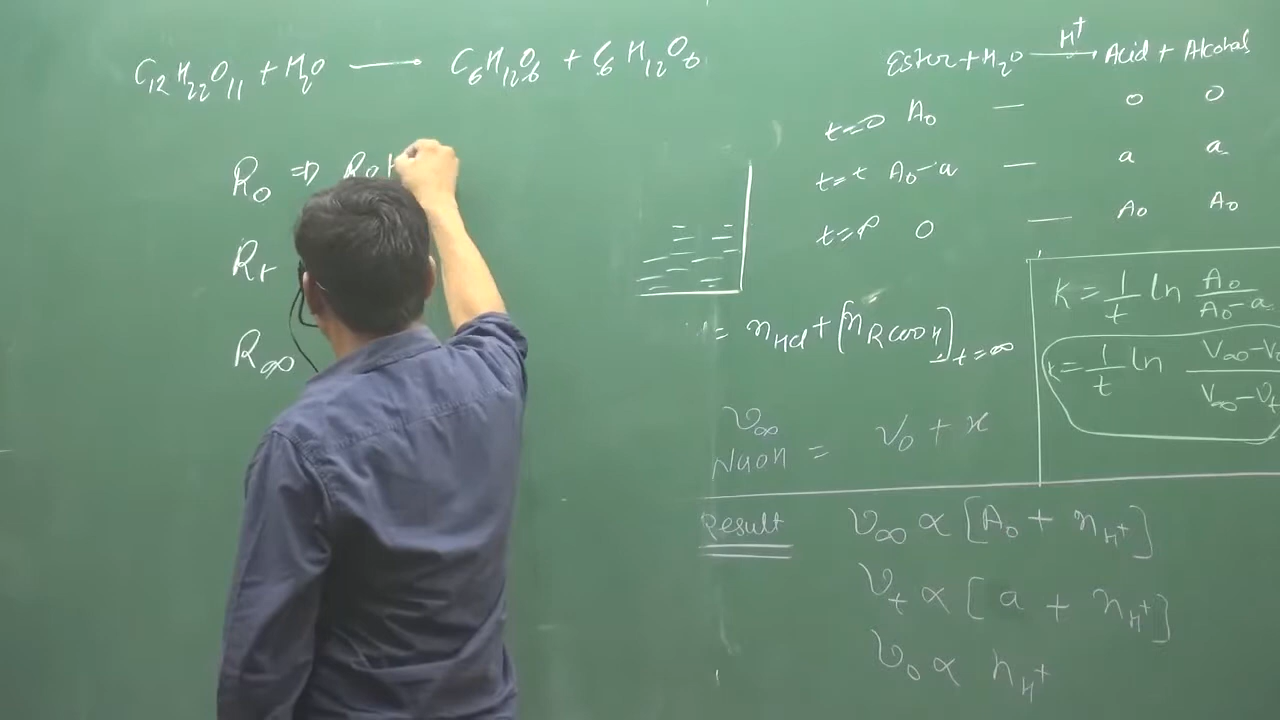 C12H22O11 + H2O ⟶ C6H12O6 + C6H12O6
R0 ⇒ Rot
Rt
R∞
Ester + H2O —H+→ Acid + Alcohol
t=0 A0 — 0 0
t=t A0-a — a a
t=∞ 0 — A0 A0
= nHCl + [nRCOOH]t=∞
V∞ NaOH = V0 + x
K = 1/t ln A0/A0-a
K = 1/t ln V∞-V0/V∞-Vt
Result
V∞ ∝ [A0 + nH+]
Vt ∝ [a + nH+]
V0 ∝ nH+